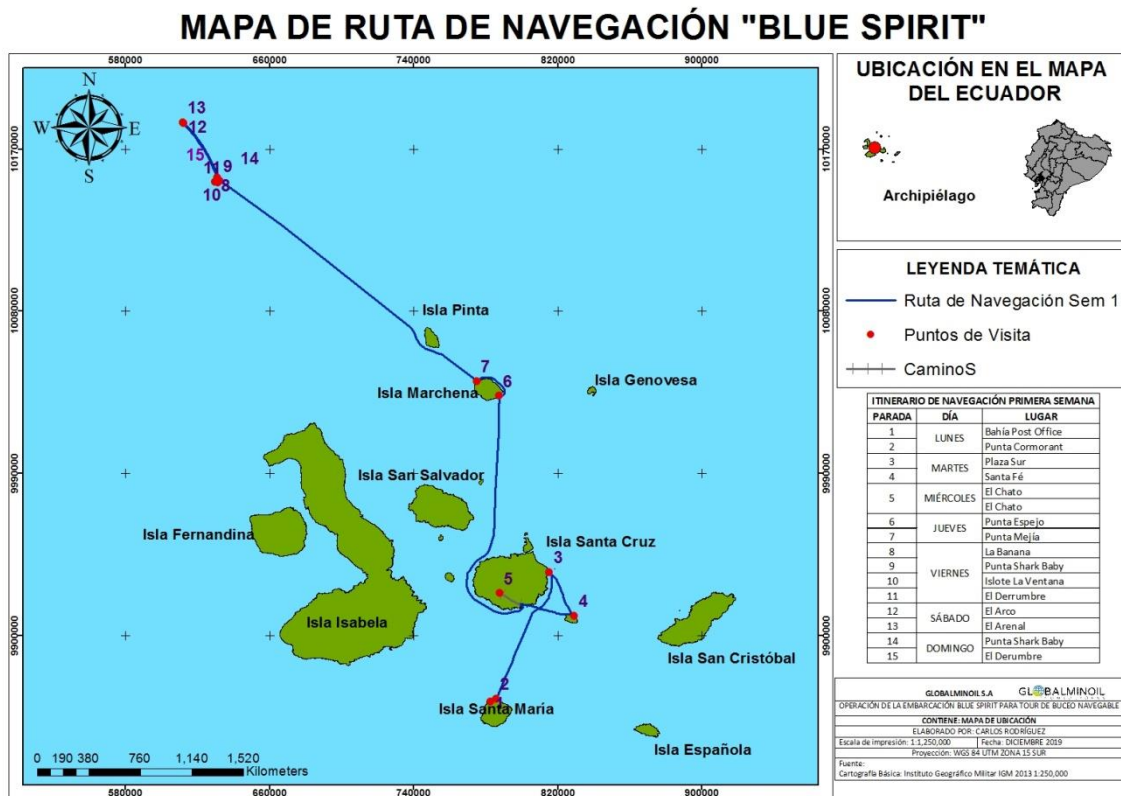 MAPA DE RUTA DE NAVEGACIÓN "BLUE SPIRIT"
580000 660000 740000 820000 900000
N
W E
S
10170000
10080000
9990000
9900000
13
12
15
14
11 9
8
10
Isla Pinta
7
6
Isla Marchena
Isla Genovesa
Isla San Salvador
Isla Fernandina
Isla Santa Cruz
3
5
4
Isla Isabela
Isla San Cristóbal
2
1
Isla Santa María
Isla Española
0 190 380 760 1,140 1,520
Kilometers
10170000
10080000
9990000
9900000
580000 660000 740000 820000 900000
UBICACIÓN EN EL MAPA
DEL ECUADOR
Archipiélago
LEYENDA TEMÁTICA
Ruta de Navegación Sem 1
Puntos de Visita
CaminoS
ITINERARIO DE NAVEGACIÓN PRIMERA SEMANA
PARADA DÍA LUGAR
1 LUNES Bahía Post Office
2 Punta Cormorant
3 MARTES Plaza Sur
4 Santa Fé
5 MIÉRCOLES El Chato
El Chato
6 JUEVES Punta Espejo
7 Punta Mejía
8 VIERNES La Banana
9 Punta Shark Baby
10 Islote La Ventana
11 El Derrumbre
12 SÁBADO El Arco
13 El Arenal
14 DOMINGO Punta Shark Baby
15 El Derumbre
GLOBALMINOIL S.A GLOBALMINOIL
OPERACIÓN DE LA EMBARCACIÓN BLUE SPIRIT PARA TOUR DE BUCEO NAVEGABLE
CONTIENE: MAPA DE UBICACIÓN
ELABORADO POR: CARLOS RODRÍGUEZ
Escala de impresión: 1:1,250,000 Fecha: DICIEMBRE 2019
Proyección: WGS 84 UTM ZONA 15 SUR
Fuente:
Cartografía Básica: Instituto Geográfico Militar IGM 2013 1:250,000